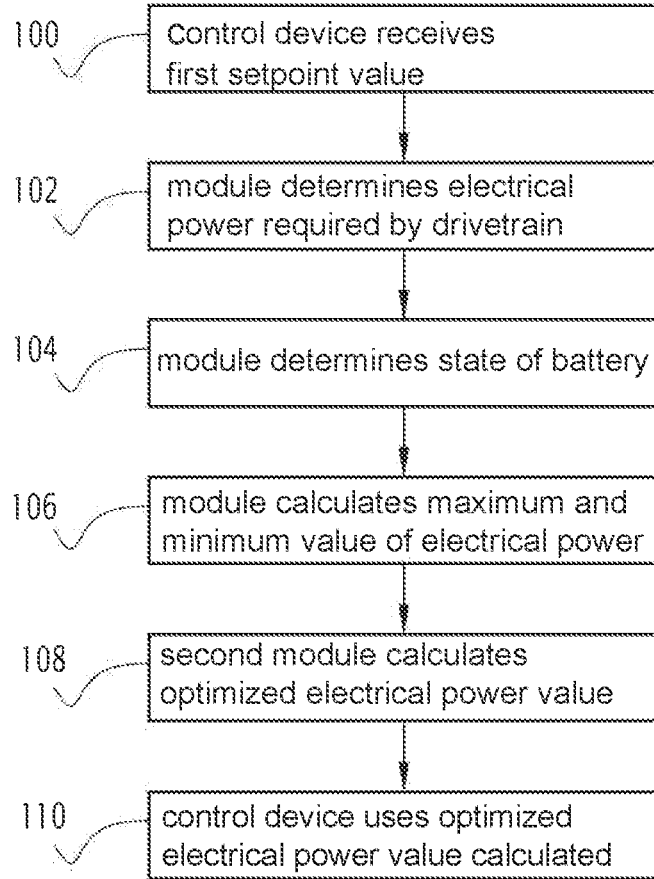 100
Control device receives
first setpoint value
102
module determines electrical
power required by drivetrain
104
module determines state of battery
106
module calculates maximum and
minimum value of electrical power
108
second module calculates
optimized electrical power value
110
control device uses optimized
electrical power value calculated